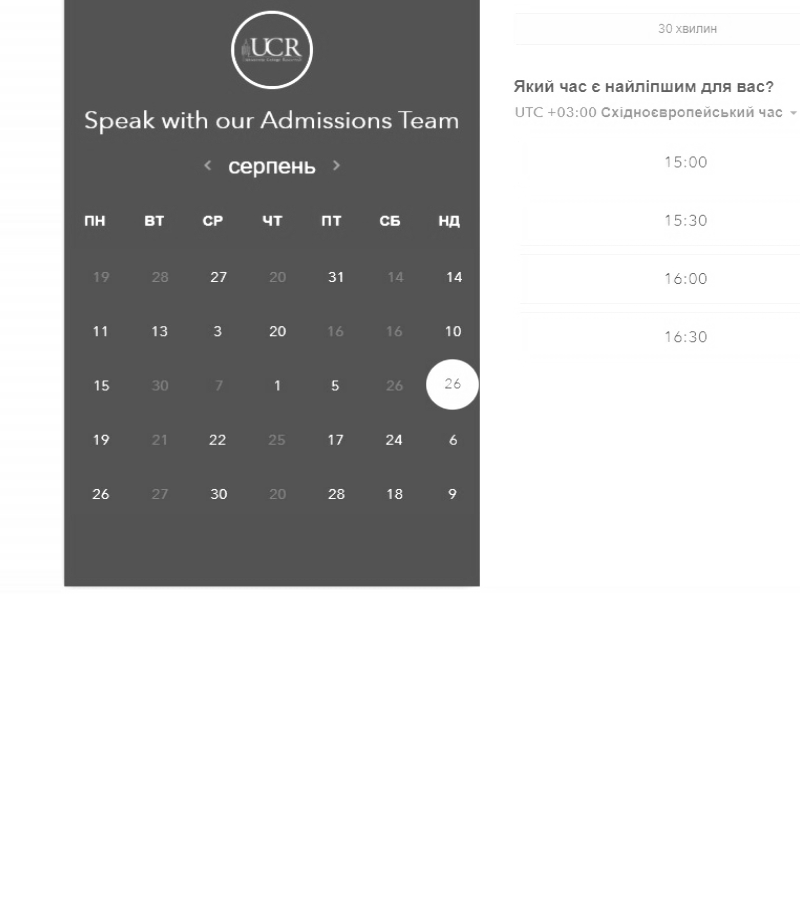 UCR
Speak with our Admissions Team
серпень
ПН ВТ СР ЧТ ПТ СБ НД
19 28 27 20 31 14 14
11 13 3 20 16 16 10
15 30 7 1 5 26 26
19 21 22 25 17 24 6
26 27 30 20 28 18 9
30 хвилин
Який час є найліпшим для вас?
UTC +03:00 Східноєвропейський час
15:00
15:30
16:00
16:30